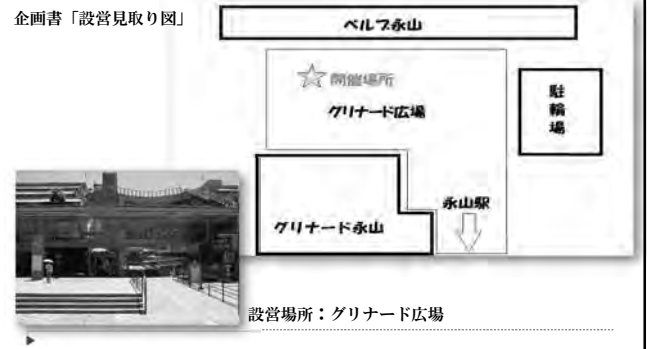 企画書「設営見取り図」
ベルブ永山
☆開催場所
グリナード広場
駐輪場
グリナード永山
永山駅
設営場所：グリナード広場